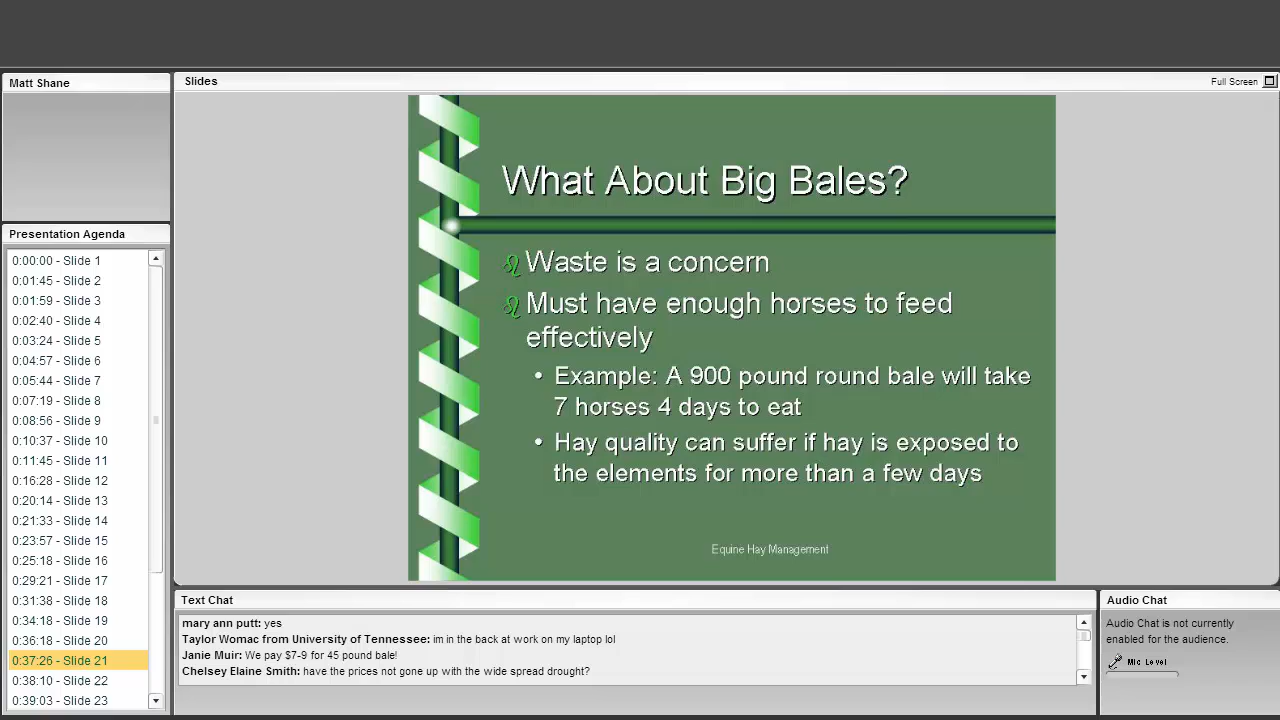 Matt Shane
Presentation Agenda
0:00:00 - Slide 1
0:01:45 - Slide 2
0:01:59 - Slide 3
0:02:40 - Slide 4
0:03:24 - Slide 5
0:04:57 - Slide 6
0:05:44 - Slide 7
0:07:19 - Slide 8
0:08:56 - Slide 9
0:10:37 - Slide 10
0:11:45 - Slide 11
0:16:28 - Slide 12
0:20:14 - Slide 13
0:21:33 - Slide 14
0:23:57 - Slide 15
0:25:18 - Slide 16
0:29:21 - Slide 17
0:31:38 - Slide 18
0:34:18 - Slide 19
0:36:18 - Slide 20
0:37:26 - Slide 21
0:38:10 - Slide 22
0:39:03 - Slide 23
Slides
Full Screen
What About Big Bales?
Waste is a concern
Must have enough horses to feed
effectively
• Example: A 900 pound round bale will take
7 horses 4 days to eat
• Hay quality can suffer if hay is exposed to
the elements for more than a few days
Equine Hay Management
Text Chat
mary ann putt: yes
Taylor Womac from University of Tennessee: im in the back at work on my laptop lol
Janie Muir: We pay $7-9 for 45 pound bale!
Chelsey Elaine Smith: have the prices not gone up with the wide spread drought?
Audio Chat
Audio Chat is not currently
enabled for the audience.
Mic Level